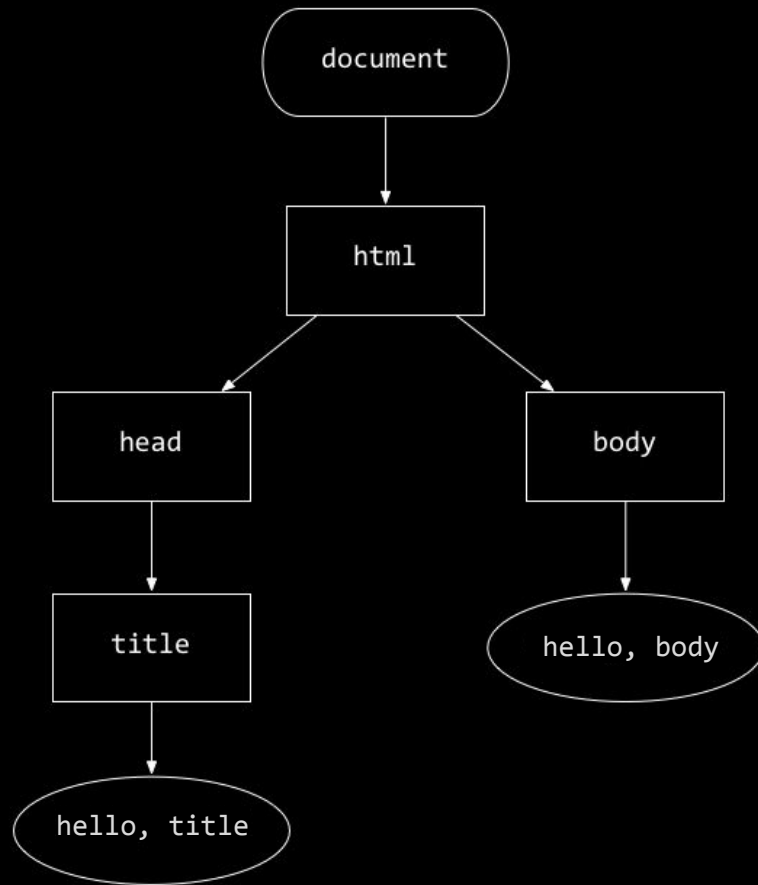 document
html
head
body
title
hello, body
hello, title